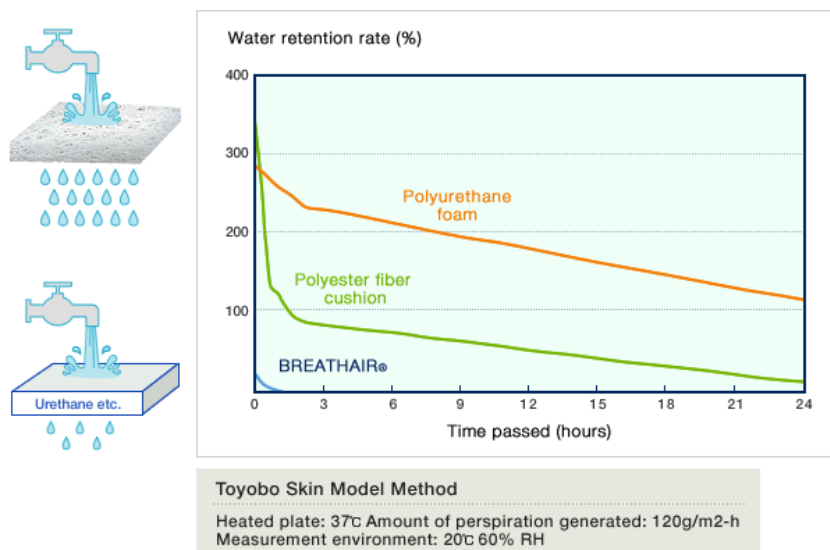 Water retention rate (%)
400
300
200
100
Polyurethane
foam
Polyester fiber
cushion
BREATHAIR®
0 3 6 9 12 15 18 21 24
Time passed (hours)
Urethane etc.
Toyobo Skin Model Method
Heated plate: 37℃ Amount of perspiration generated: 120g/m2-h
Measurement environment: 20℃ 60% RH